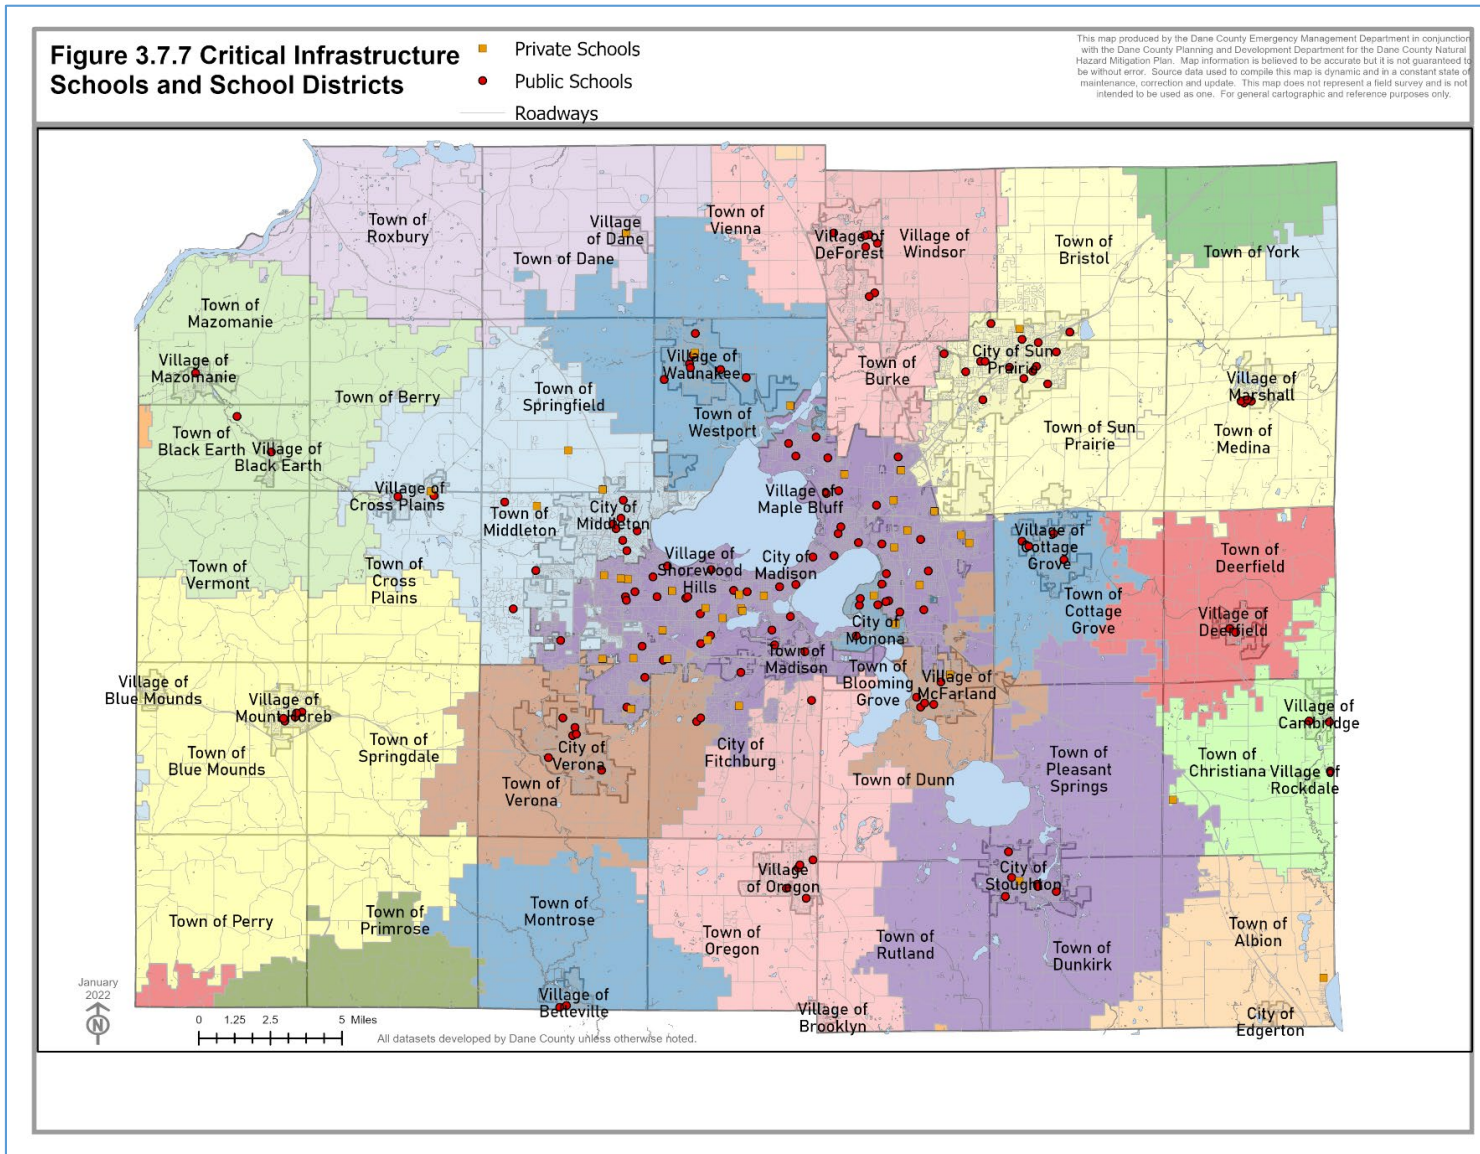 Figure 3.7.7 Critical Infrastructure
Schools and School Districts
Private Schools
Public Schools
Roadways
This map produced by the Dane County Emergency Management Department in conjunction
with the Dane County Planning and Development Department for the Dane County Natural
Hazard Mitigation Plan. Map information is believed to be accurate but it is not guaranteed to
be without error. Source data used to compile this map is dynamic and in a constant state of
maintenance, correction and update. This map does not represent a field survey and is not
intended to be used as one. For general cartographic and reference purposes only.
Town of
Roxbury
Village
of Dane
Town of Dane
Town of
Vienna
Village of
DeForest
Village of
Windsor
Town of
Bristol
Town of York
Town of
Mazomanie
Village of
Mazomanie
Town of Berry
Town of
Springfield
Village of
Waunakee
Town of
Westport
Town of
Burke
City of Sun
Prairie
Town of Sun
Prairie
Village of
Marshall
Town of
Medina
Town of
Black Earth
Village of
Black Earth
Village of
Cross Plains
Town of
Middleton
City of
Middleton
Village of
Maple Bluff
Village of
Shorewood
Hills
City of
Madison
Village of
Cottage
Grove
Town of
Deerfield
Town of
Vermont
Town of
Cross
Plains
Town of
Cottage
Grove
Village of
Deerfield
City of
Monona
Town of
Madison
Town of
Blooming
Grove
Village of
McFarland
Village of
Blue Mounds
Village of
Mount Horeb
Town of
Blue Mounds
Town of
Springdale
City of
Verona
Town of
Verona
City of
Fitchburg
Town of Dunn
Town of
Pleasant
Springs
Village of
Cambridge
Town of
Christiana
Village of
Rockdale
Village
of Oregon
City of
Stoughton
Town of Perry
Town of
Primrose
Town of
Montrose
Town of
Oregon
Town of
Rutland
Town of
Dunkirk
Town of
Albion
Village of
Belleville
Village of
Brooklyn
City of
Edgerton
January
2022
N
0 1.25 2.5 5 Miles
All datasets developed by Dane County unless otherwise noted.